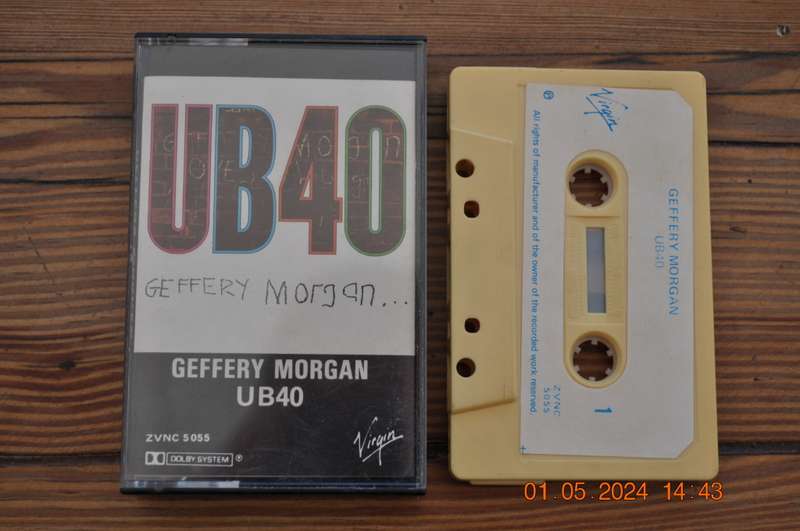 UB40
GEFFERY Morgan...
GEFFERY MORGAN
UB40
ZVNC 5055
DOLBY SYSTEM ®
Virgin
Virgin
GEFFERY MORGAN
UB40
All rights of manufacturer and of the owner of the recorded work reserved
ZVNC
5055
1
01.05.2024 14:43